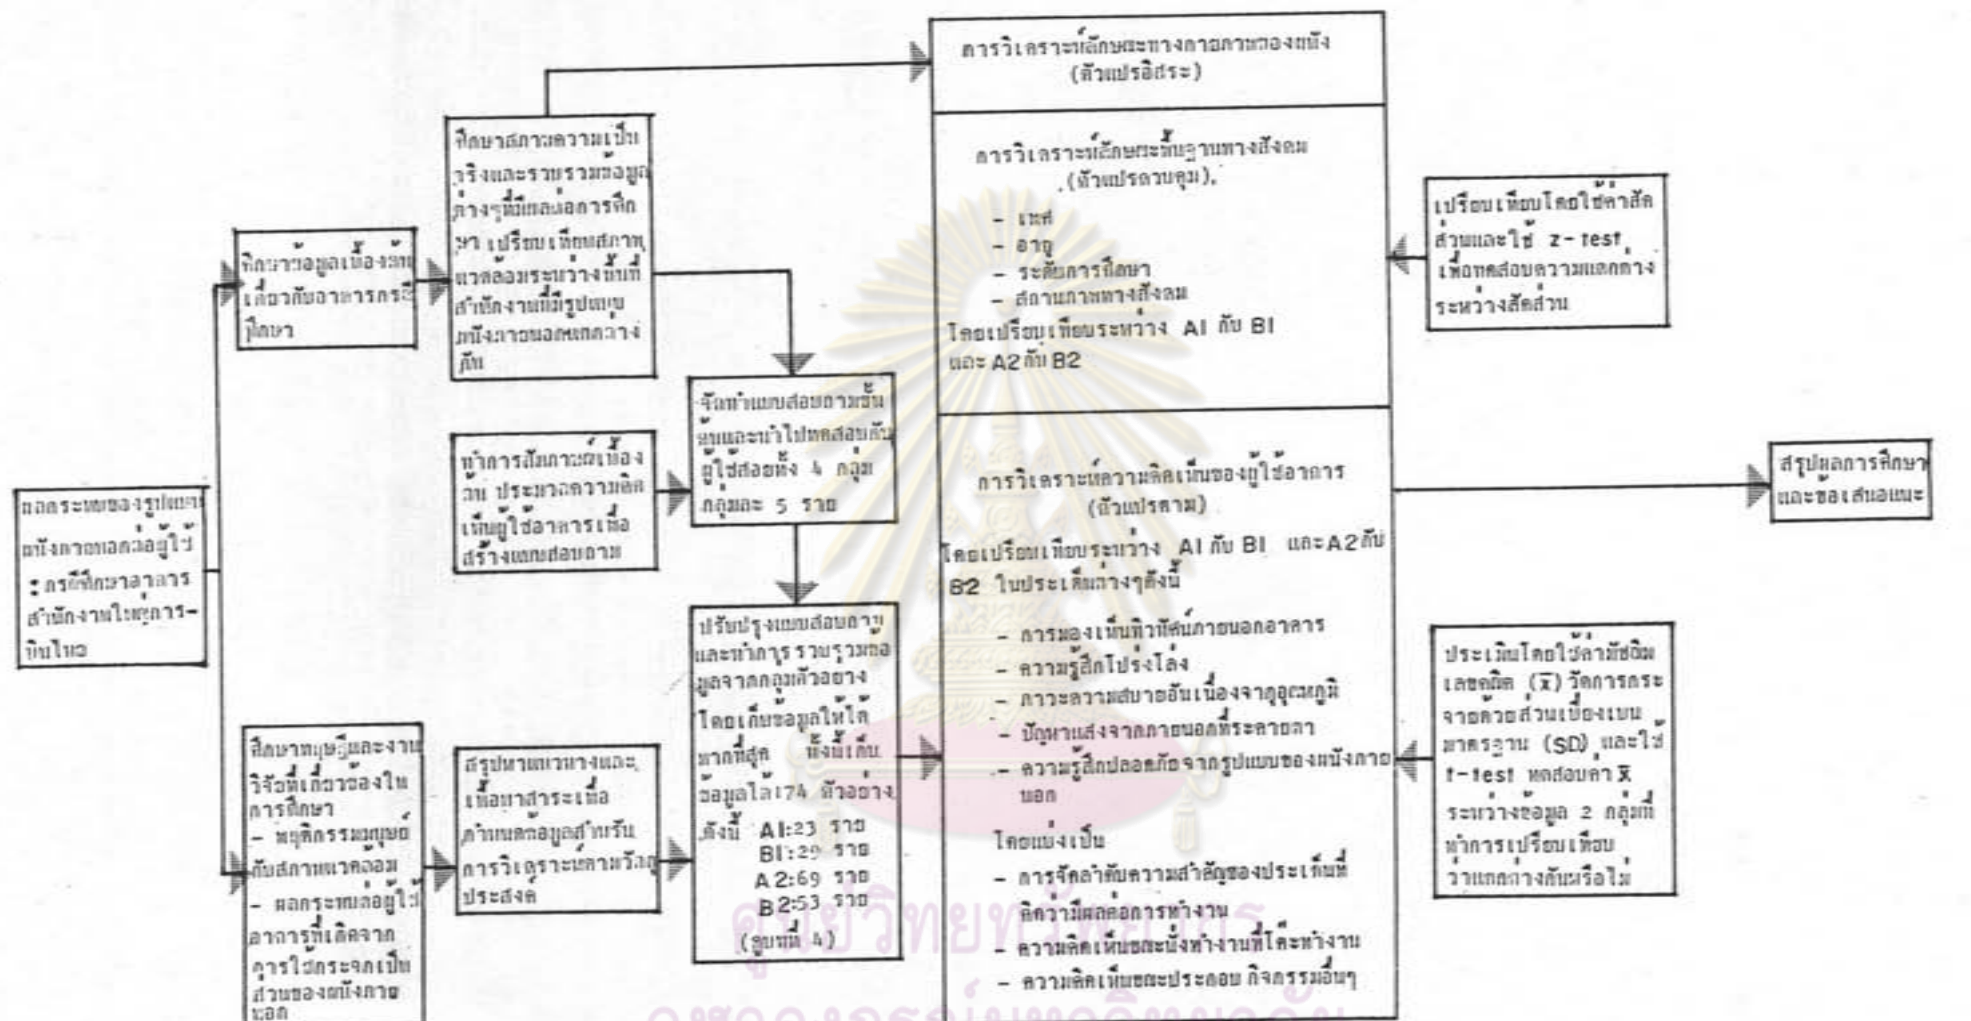 ผลกระทบของรูปแบบ
ผนังภายนอกต่อผู้ใช้
: กรณีศึกษาอาคาร
สำนักงานใหญ่การ-
บินไทย
ศึกษาข้อมูลเบื้องต้น
เกี่ยวกับอาคารกรณี
ศึกษา
ศึกษาสภาพความเป็น
จริงและรวบรวมข้อมูล
ต่างๆที่มีผลต่อการศึก
ษา เปรียบเทียบสภาพ
แวดล้อมระหว่างพื้นที่
สำนักงานที่มีรูปแบบ
ผนังภายนอกแตกต่าง
กัน
ทำการสัมภาษณ์เบื้อง
ต้น ประมวลความคิด
เห็นผู้ใช้อาคารเพื่อ
สร้างแบบสอบถาม
ศึกษาทฤษฎีและงาน
วิจัยที่เกี่ยวข้องใน
การศึกษา
- พฤติกรรมมนุษย์
กับสภาพแวดล้อม
- ผลกระทบต่อผู้ใช้
อาคารที่เกิดจาก
การใช้กระจกเป็น
ส่วนของผนังภาย
นอก
สรุปหาแนวทางและ
เนื้อหาสาระเพื่อ
กำหนดข้อมูลสำหรับ
การวิเคราะห์ตามวัตถุ
ประสงค์
จัดทำแบบสอบถามขั้น
ต้นและนำไปทดสอบกับ
ผู้ใช้สอยทั้ง 4 กลุ่ม
กลุ่มละ 5 ราย
ปรับปรุงแบบสอบถาม
และทำการ รวบรวมข้อ
มูลจากกลุ่มตัวอย่าง
โดยเก็บข้อมูลให้ได้
มากที่สุด ทั้งนี้เก็บ
ข้อมูลได้174 ตัวอย่าง
ดังนี้ A1:23 ราย
B1:29 ราย
A2:69 ราย
B2:53 ราย
(ดูบทที่ 4)
การวิเคราะห์ลักษณะทางกายภาพของผนัง
(ตัวแปรอิสระ)
การวิเคราะห์ลักษณะพื้นฐานทางสังคม
(ตัวแปรควบคุม)
- เพศ
- อายุ
- ระดับการศึกษา
- สถานภาพทางสังคม
โดยเปรียบเทียบระหว่าง A1 กับ B1
และ A2 กับ B2
การวิเคราะห์ความคิดเห็นของผู้ใช้อาคาร
(ตัวแปรตาม)
โดยเปรียบเทียบระหว่าง A1 กับ B1 และ A2 กับ
B2 ในประเด็นต่างๆดังนี้
- การมองเห็นทิวทัศน์ภายนอกอาคาร
- ความรู้สึกโปร่งโล่ง
- ภาวะความสบายอันเนื่องจากอุณหภูมิ
- ปัญหาแสงจากภายนอกที่ระคายตา
- ความรู้สึกปลอดภัยจากรูปแบบของผนังภาย
นอก
โดยแบ่งเป็น
- การจัดลำดับความสำคัญของประเด็นที่
คิดว่ามีผลต่อการทำงาน
- ความคิดเห็นขณะนั่งทำงานที่โต๊ะทำงาน
- ความคิดเห็นขณะประกอบ กิจกรรมอื่นๆ
เปรียบเทียบโดยใช้ค่าสัด
ส่วนและใช้ z-test
เพื่อทดสอบความแตกต่าง
ระหว่างสัดส่วน
ประเมินโดยใช้ค่ามัชฌิม
เลขคณิต (x̄) วัดการกระ
จายด้วยส่วนเบี่ยงเบน
มาตรฐาน (SD) และใช้
t-test ทดสอบค่า x̄
ระหว่างข้อมูล 2 กลุ่มที่
ทำการเปรียบเทียบ
ว่าแตกต่างกันหรือไม่
สรุปผลการศึกษา
และข้อเสนอแนะ
ศูนย์วิทยทรัพยากร
จุฬาลงกรณ์มหาวิทยาลัย